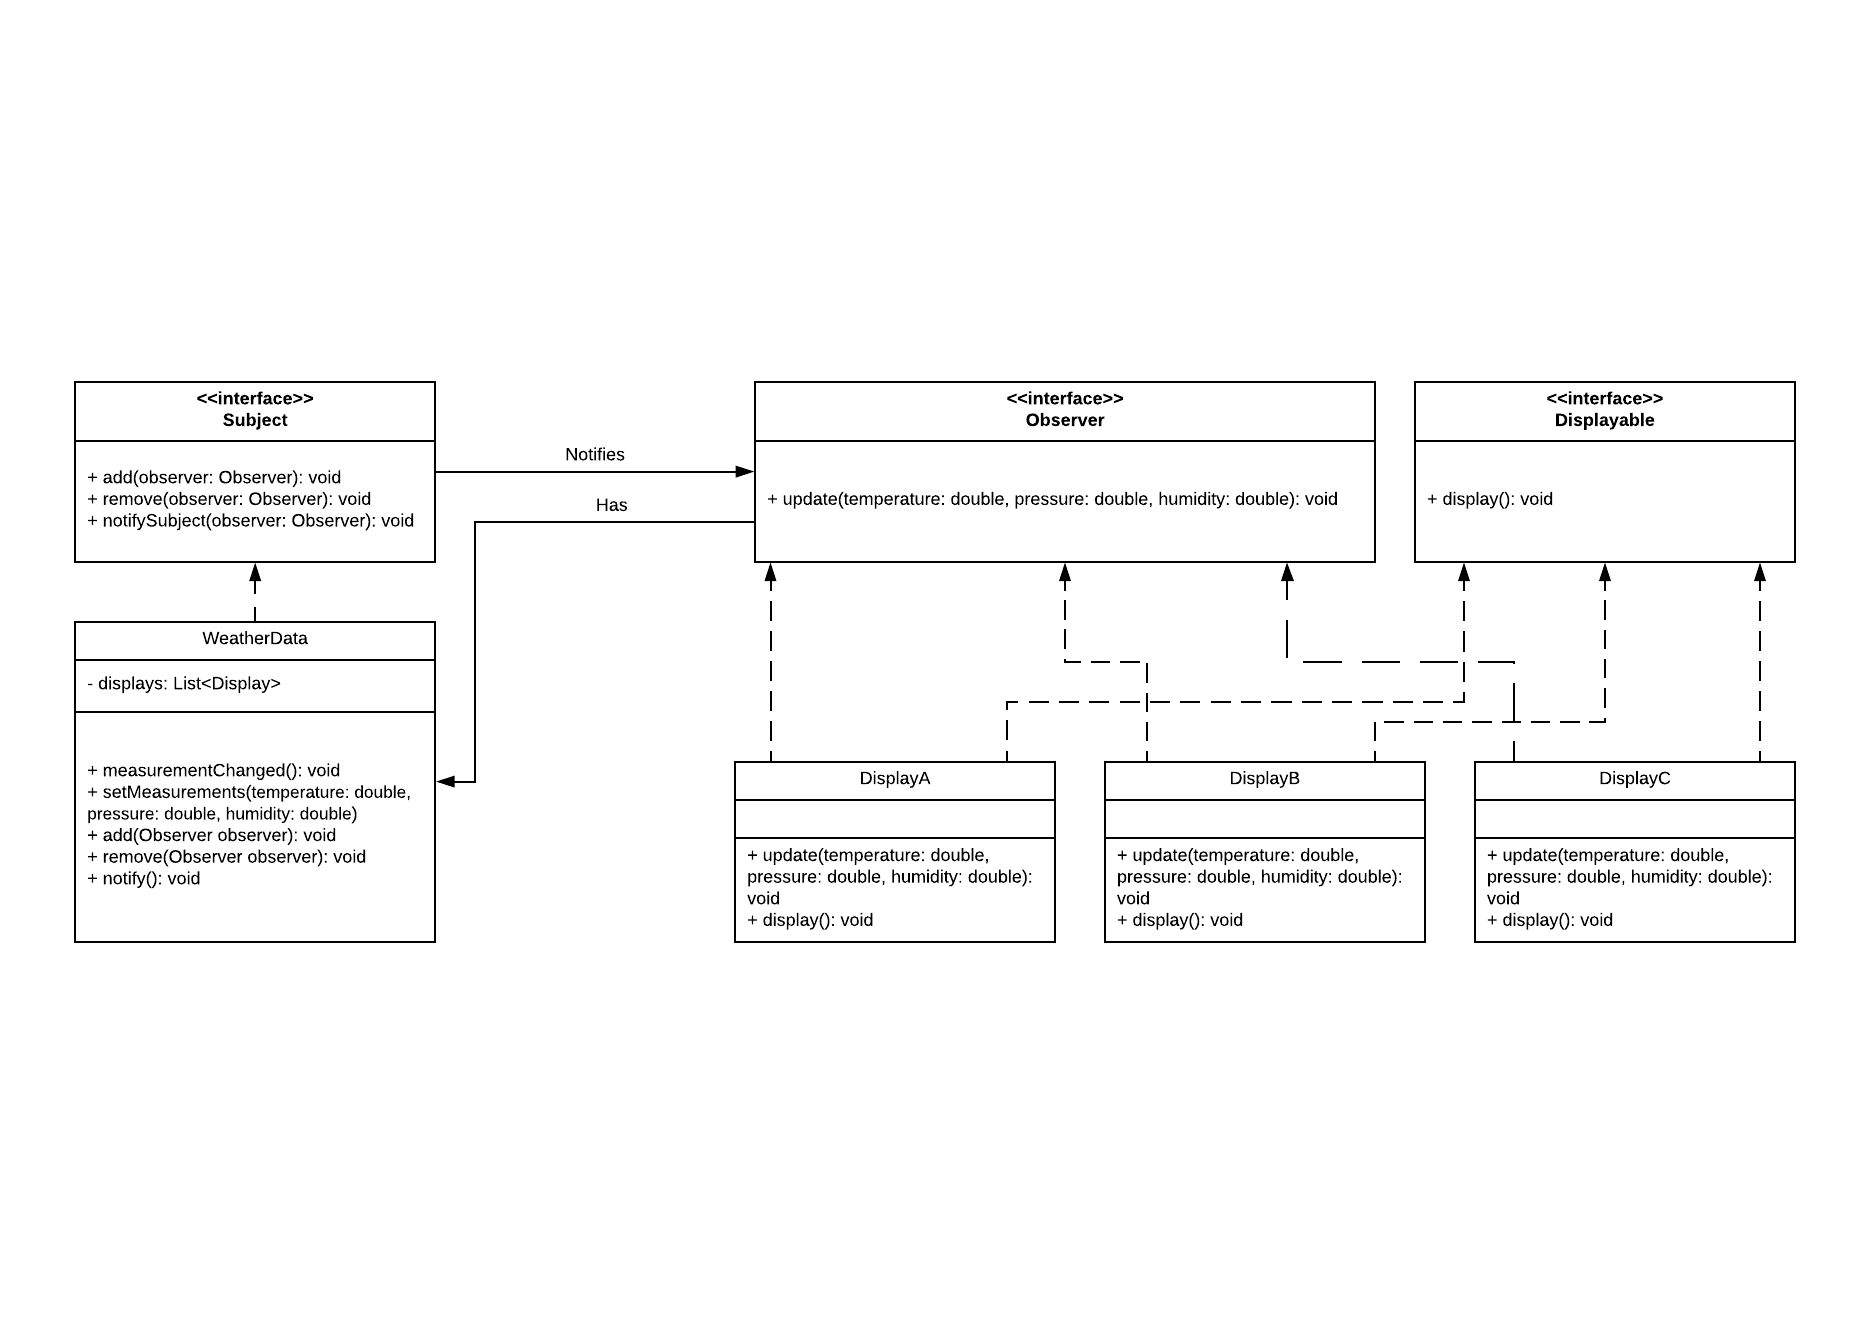 <<interface>>
Subject
+ add(observer: Observer): void
+ remove(observer: Observer): void
+ notifySubject(observer: Observer): void
Notifies
Has
<<interface>>
Observer
+ update(temperature: double, pressure: double, humidity: double): void
<<interface>>
Displayable
+ display(): void
WeatherData
- displays: List<Display>
+ measurementChanged(): void
+ setMeasurements(temperature: double,
pressure: double, humidity: double)
+ add(Observer observer): void
+ remove(Observer observer): void
+ notify(): void
DisplayA
+ update(temperature: double,
pressure: double, humidity: double):
void
+ display(): void
DisplayB
+ update(temperature: double,
pressure: double, humidity: double):
void
+ display(): void
DisplayC
+ update(temperature: double,
pressure: double, humidity: double):
void
+ display(): void